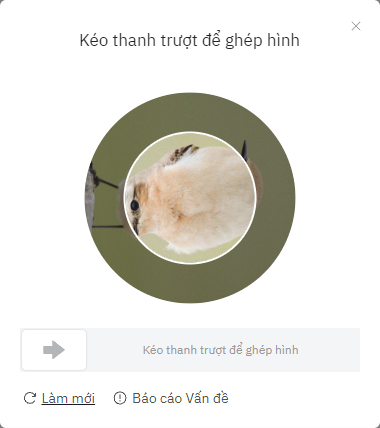 Kéo thanh trượt để ghép hình
Kéo thanh trượt để ghép hình
Làm mới
Báo cáo Vấn đề